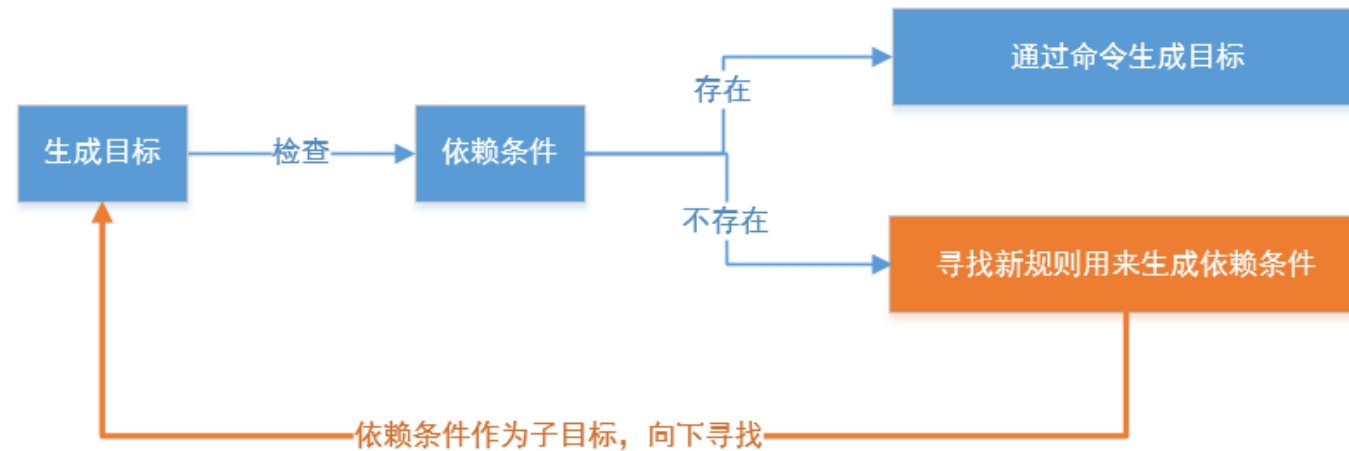 通过命令生成目标
存在
生成目标
检查
依赖条件
不存在
寻找新规则用来生成依赖条件
依赖条件作为子目标，向下寻找